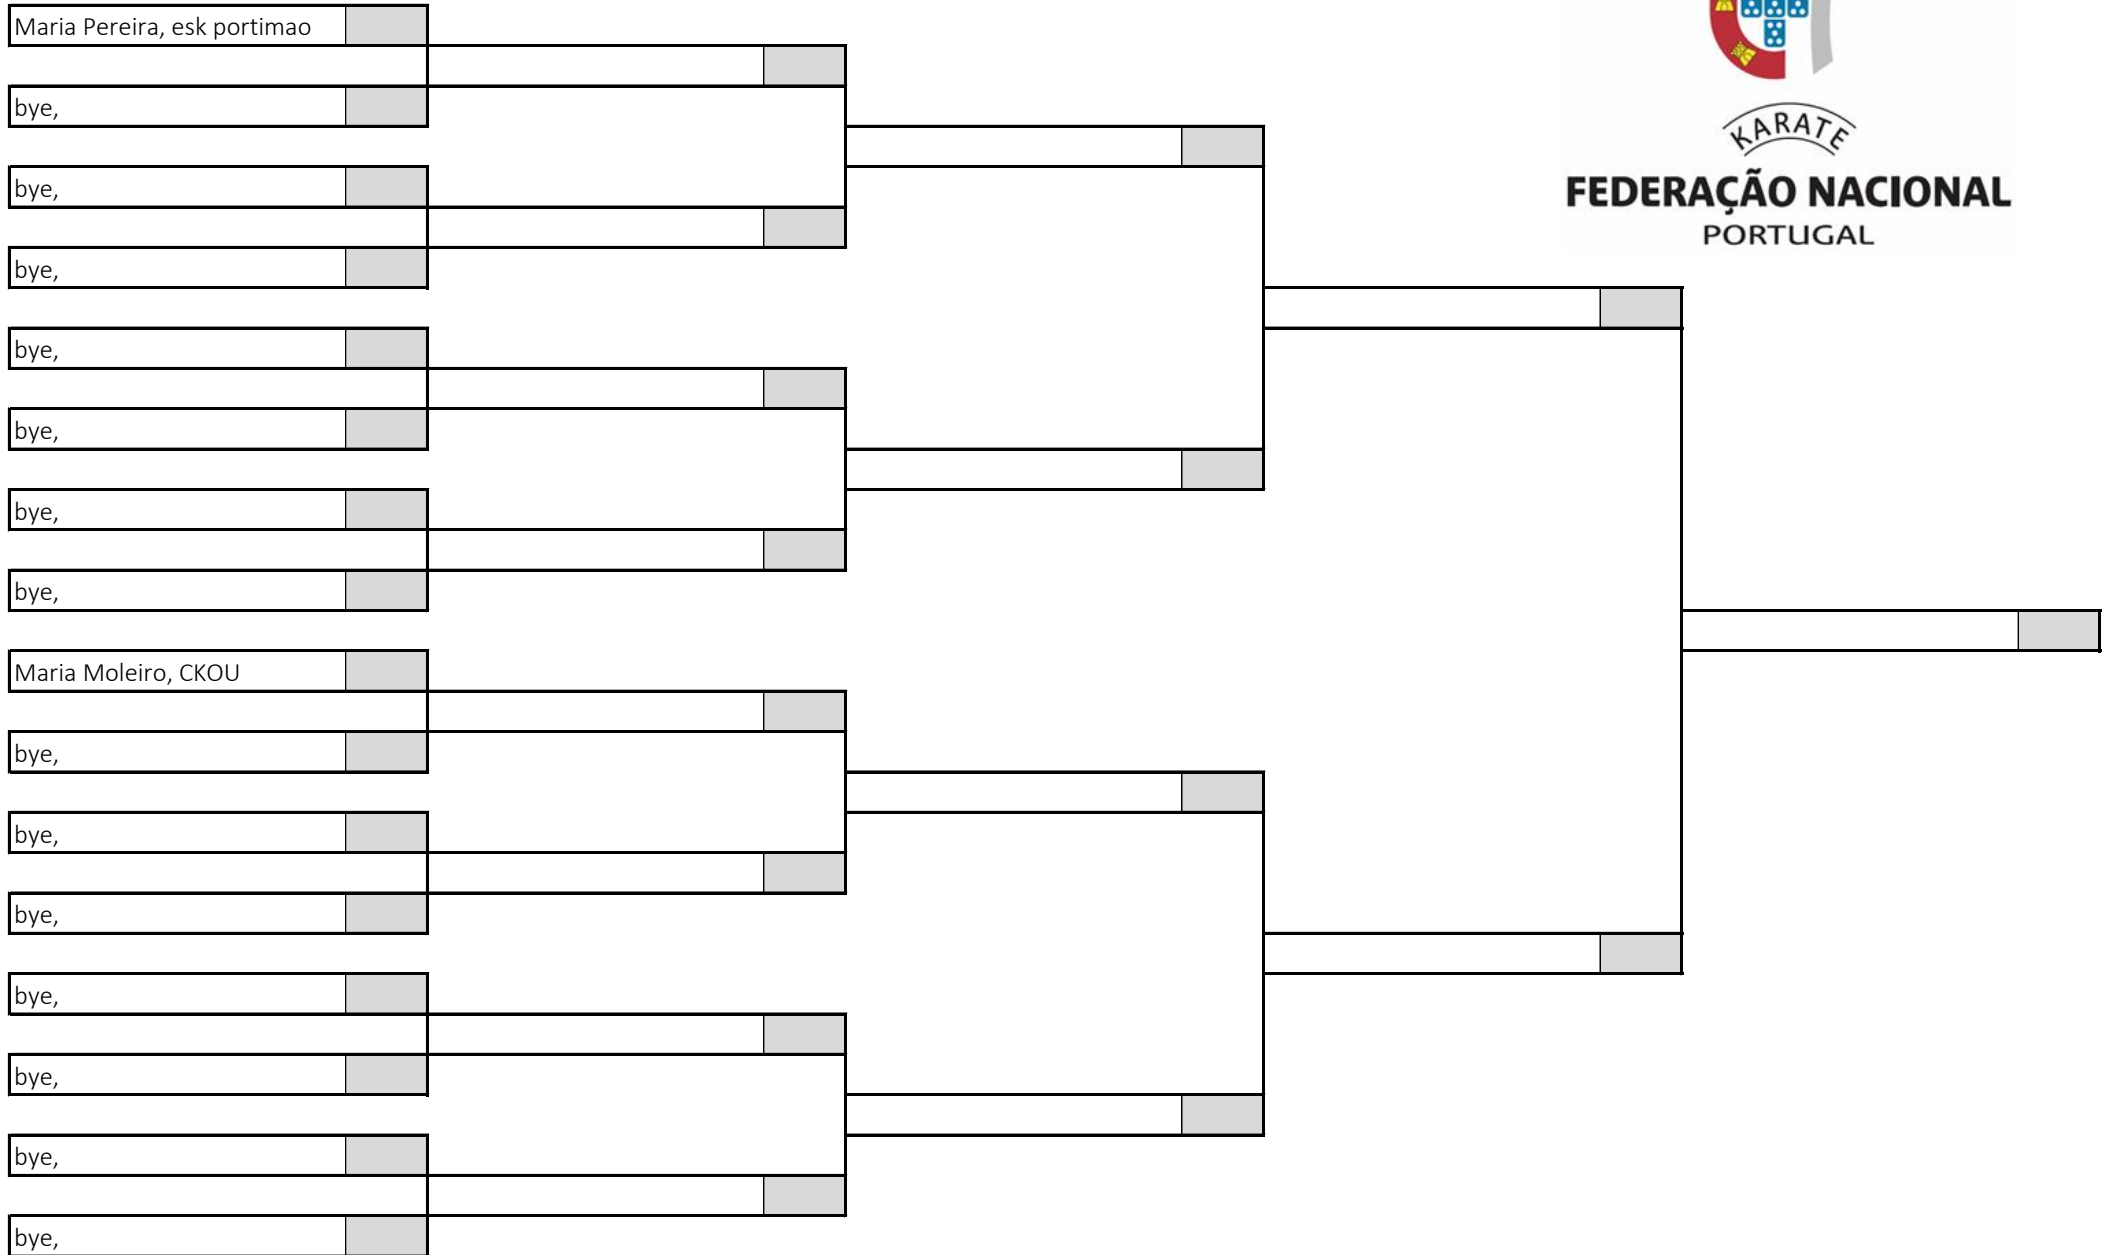 Maria Pereira, esk portimao
bye,
bye,
bye,
bye,
bye,
bye,
bye,
Maria Moleiro, CKOU
bye,
bye,
bye,
bye,
bye,
bye,
bye,
KARATE
FEDERAÇÃO NACIONAL
PORTUGAL